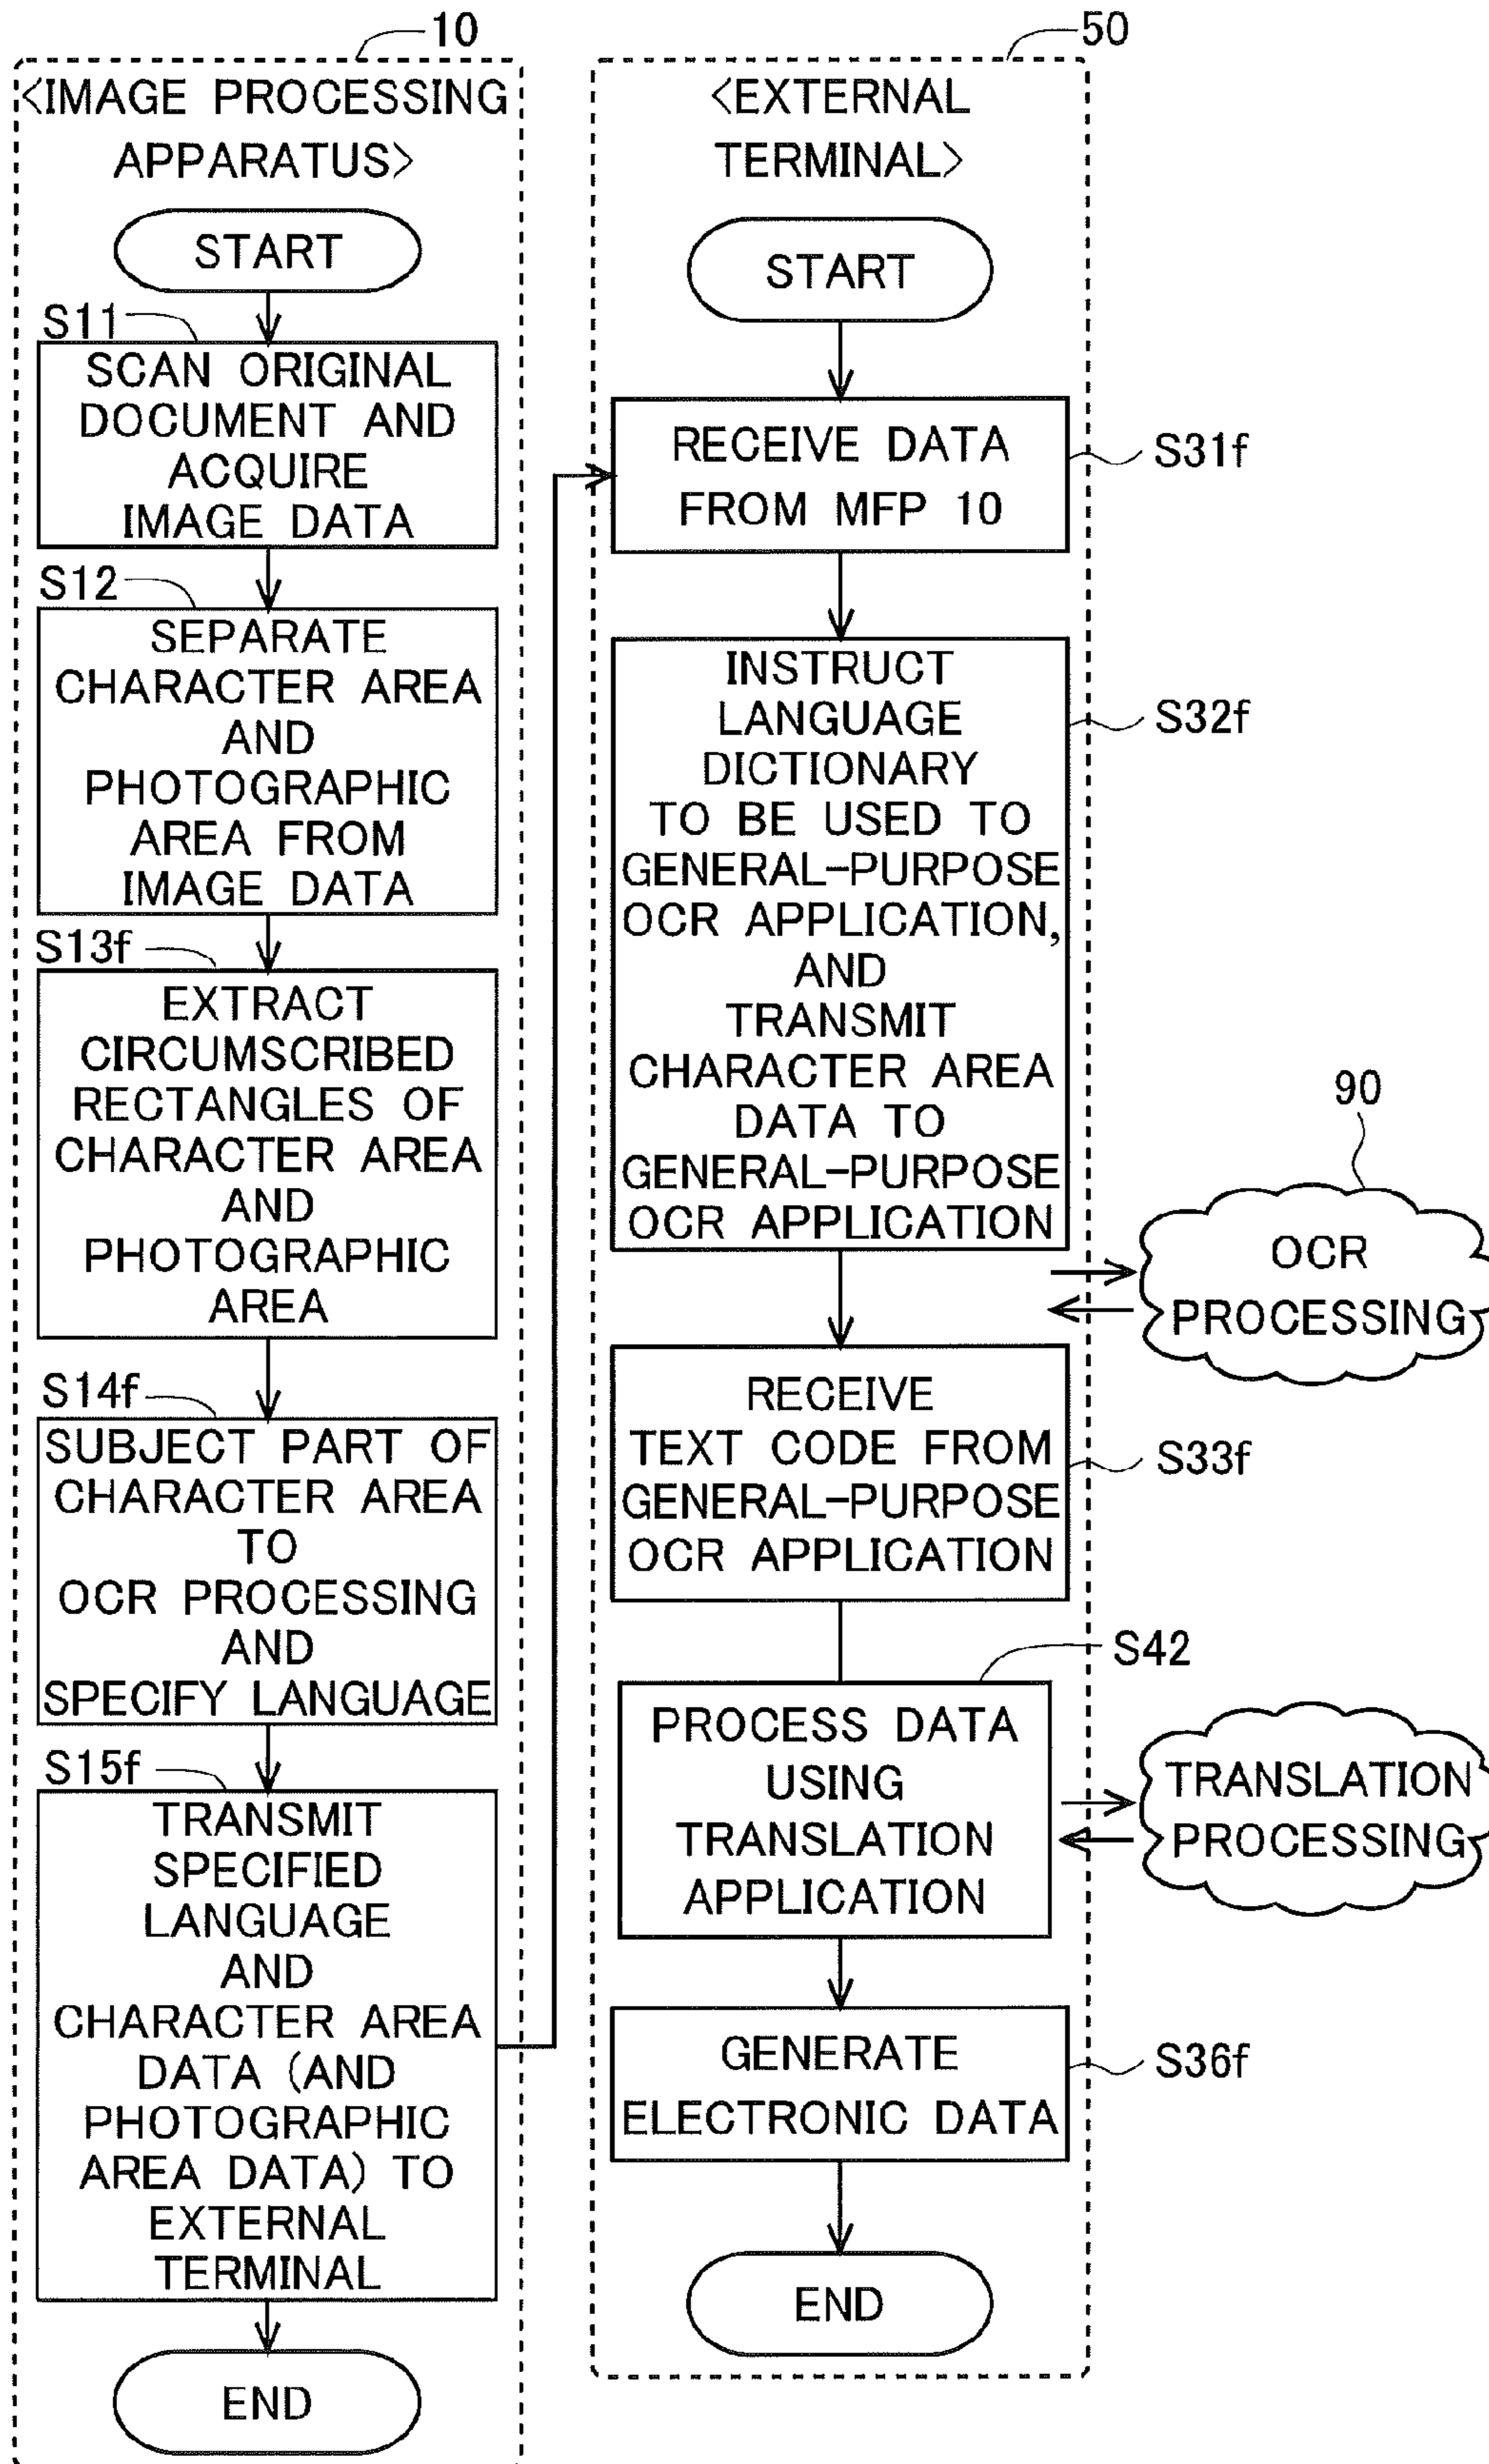 10
<IMAGE PROCESSING
APPARATUS>
START
S11
SCAN ORIGINAL
DOCUMENT AND
ACQUIRE
IMAGE DATA
S12
SEPARATE
CHARACTER AREA
AND
PHOTOGRAPHIC
AREA FROM
IMAGE DATA
S13f
EXTRACT
CIRCUMSCRIBED
RECTANGLES OF
CHARACTER AREA
AND
PHOTOGRAPHIC
AREA
S14f
SUBJECT PART OF
CHARACTER AREA
TO
OCR PROCESSING
AND
SPECIFY LANGUAGE
S15f
TRANSMIT
SPECIFIED
LANGUAGE
AND
CHARACTER AREA
DATA (AND
PHOTOGRAPHIC
AREA DATA) TO
EXTERNAL
TERMINAL
END
50
<EXTERNAL
TERMINAL>
START
RECEIVE DATA
FROM MFP 10
S31f
INSTRUCT
LANGUAGE
DICTIONARY
TO BE USED TO
GENERAL-PURPOSE
OCR APPLICATION,
AND
TRANSMIT
CHARACTER AREA
DATA TO
GENERAL-PURPOSE
OCR APPLICATION
S32f
90
OCR
PROCESSING
RECEIVE
TEXT CODE FROM
GENERAL-PURPOSE
OCR APPLICATION
S33f
S42
PROCESS DATA
USING
TRANSLATION
APPLICATION
TRANSLATION
PROCESSING
GENERATE
ELECTRONIC DATA
S36f
END